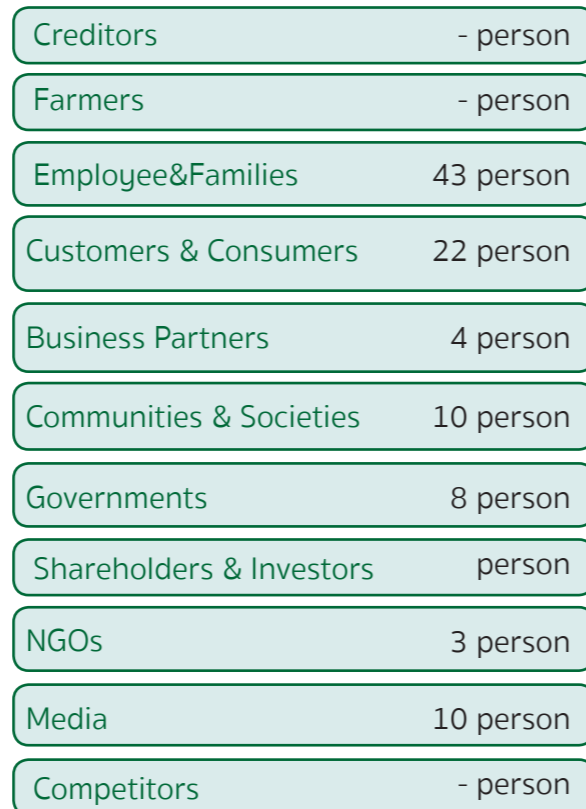 Creditors - person
Farmers - person
Employee&Families 43 person
Customers & Consumers 22 person
Business Partners 4 person
Communities & Societies 10 person
Governments 8 person
Shareholders & Investors person
NGOs 3 person
Media 10 person
Competitors - person